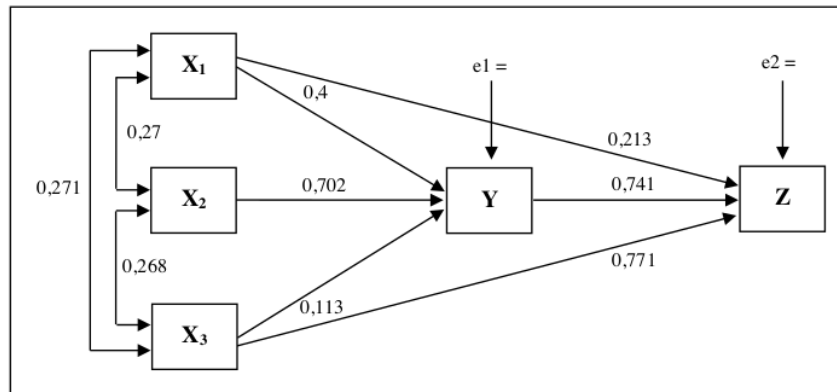 X₁
e1 =
e2 =
0,4
0,27
0,213
0,271
X₂
0,702
Y
0,741
Z
0,268
0,771
0,113
X₃